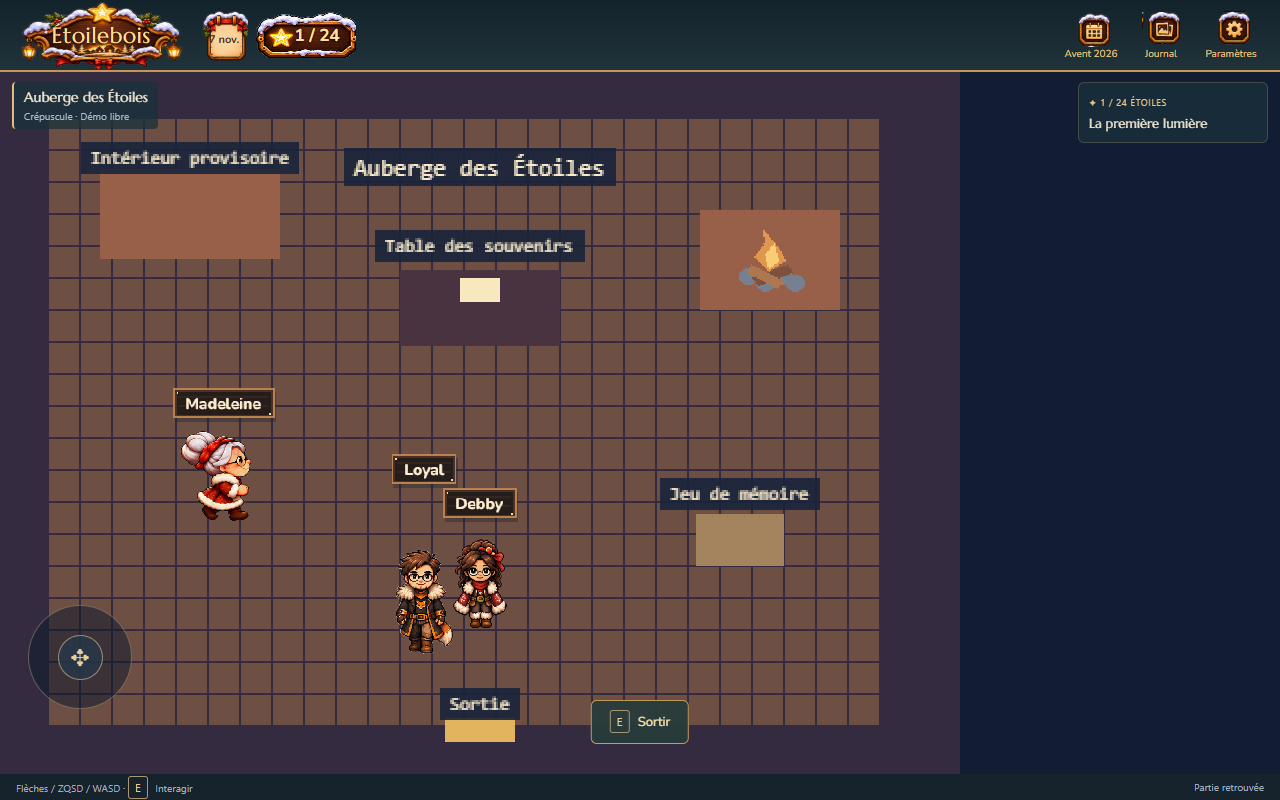 Étoilebois
7 nov.
1 / 24
Avent 2026
Journal
Paramètres
Auberge des Étoiles
Crépuscule · Démo libre
✦ 1 / 24 ÉTOILES
La première lumière
Intérieur provisoire
Auberge des Étoiles
Table des souvenirs
Madeleine
Loyal
Debby
Jeu de mémoire
Sortie
E Sortir
Flèches / ZQSD / WASD · E Interagir
Partie retrouvée